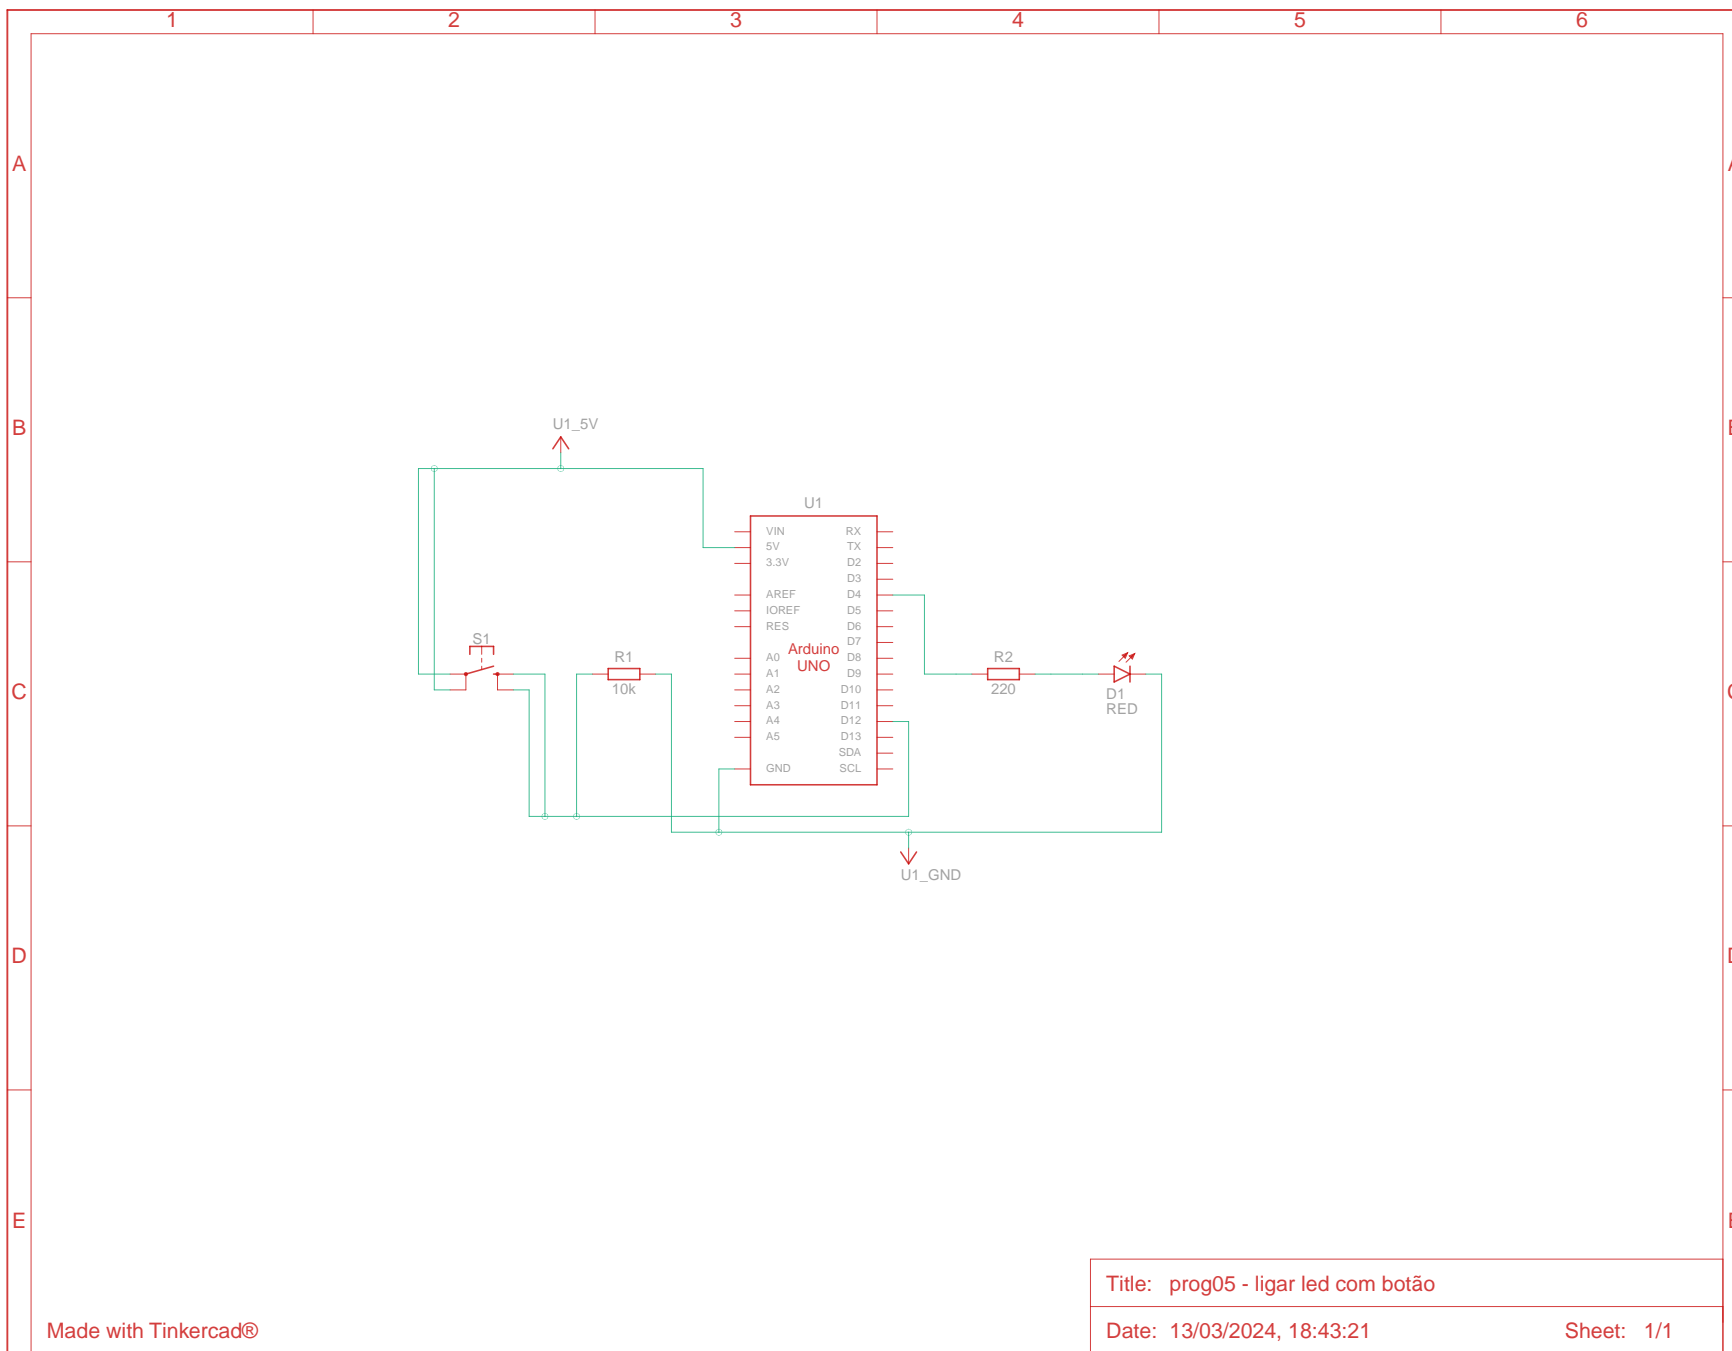 1 2 3 4 5 6
A A
B
U1_5V
U1
VIN RX
5V TX
3.3V D2
D3
AREF D4
IOREF D5
RES D6
D7
S1
Arduino
UNO
A0 D8
A1 D9
A2 D10
A3 D11
A4 D12
A5 D13
SDA
GND SCL
R1
10k
R2
220
D1
RED
C
U1_GND
D
E
Title: prog05 - ligar led com botão
Made with Tinkercad®
Date: 13/03/2024, 18:43:21 Sheet: 1/1